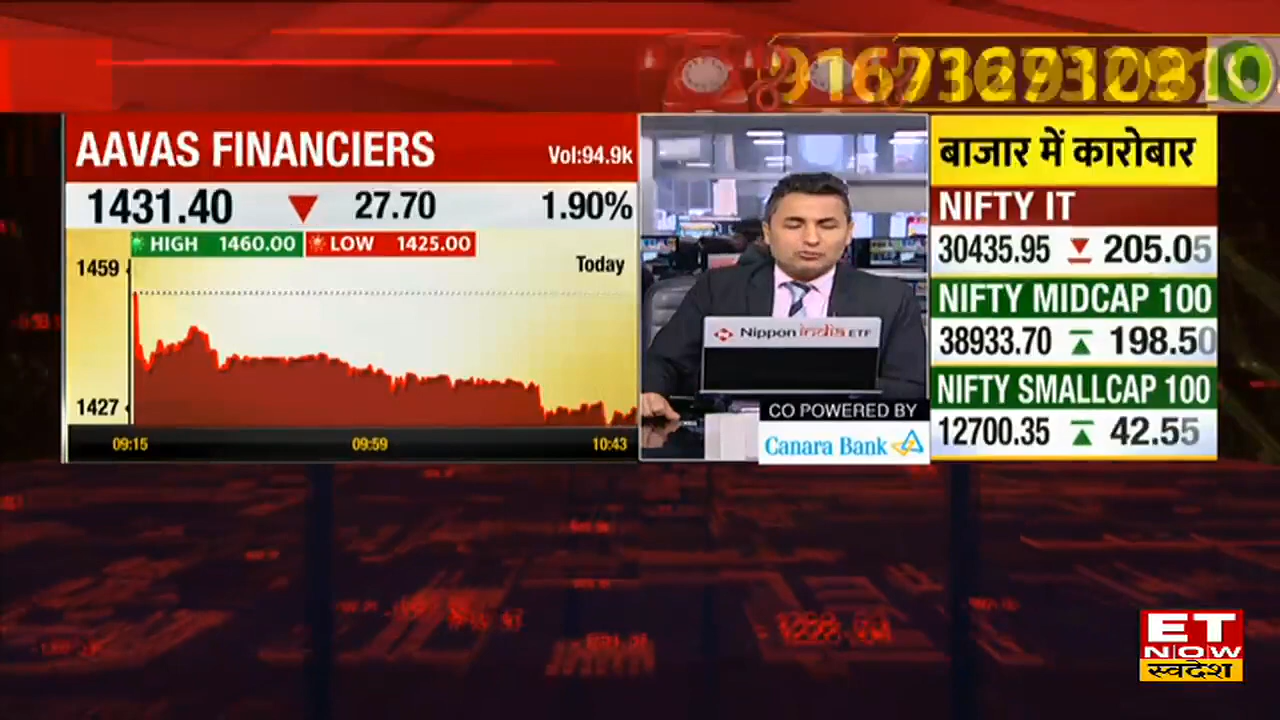 AAVAS FINANCIERS
Vol:94.9k
1431.40 27.70 1.90%
HIGH 1460.00 LOW 1425.00
Today
1459
1427
09:15 09:59 10:43
Nippon india ETF
CO POWERED BY
Canara Bank
बाजार में कारोबार
NIFTY IT
30435.95 205.05
NIFTY MIDCAP 100
38933.70 198.50
NIFTY SMALLCAP 100
12700.35 42.55
ET
NOW
स्वदेश